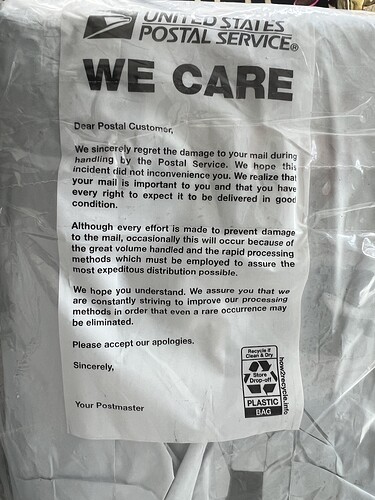 UNITED STATES
POSTAL SERVICE®
WE CARE
Dear Postal Customer,
We sincerely regret the damage to your mail during
handling by the Postal Service. We hope this
incident did not inconvenience you. We realize that
your mail is important to you and that you have
every right to expect it to be delivered in good
condition.
Although every effort is made to prevent damage
to the mail, occasionally this will occur because of
the great volume handled and the rapid processing
methods which must be employed to assure the
most expeditous distribution possible.
We hope you understand. We assure you that we
are constantly striving to improve our processing
methods in order that even a rare occurrence may
be eliminated.
Please accept our apologies.
Sincerely,
Your Postmaster
Recycle if
Clean & Dry
Store
Drop-off
PLASTIC
BAG
how2recycle.info